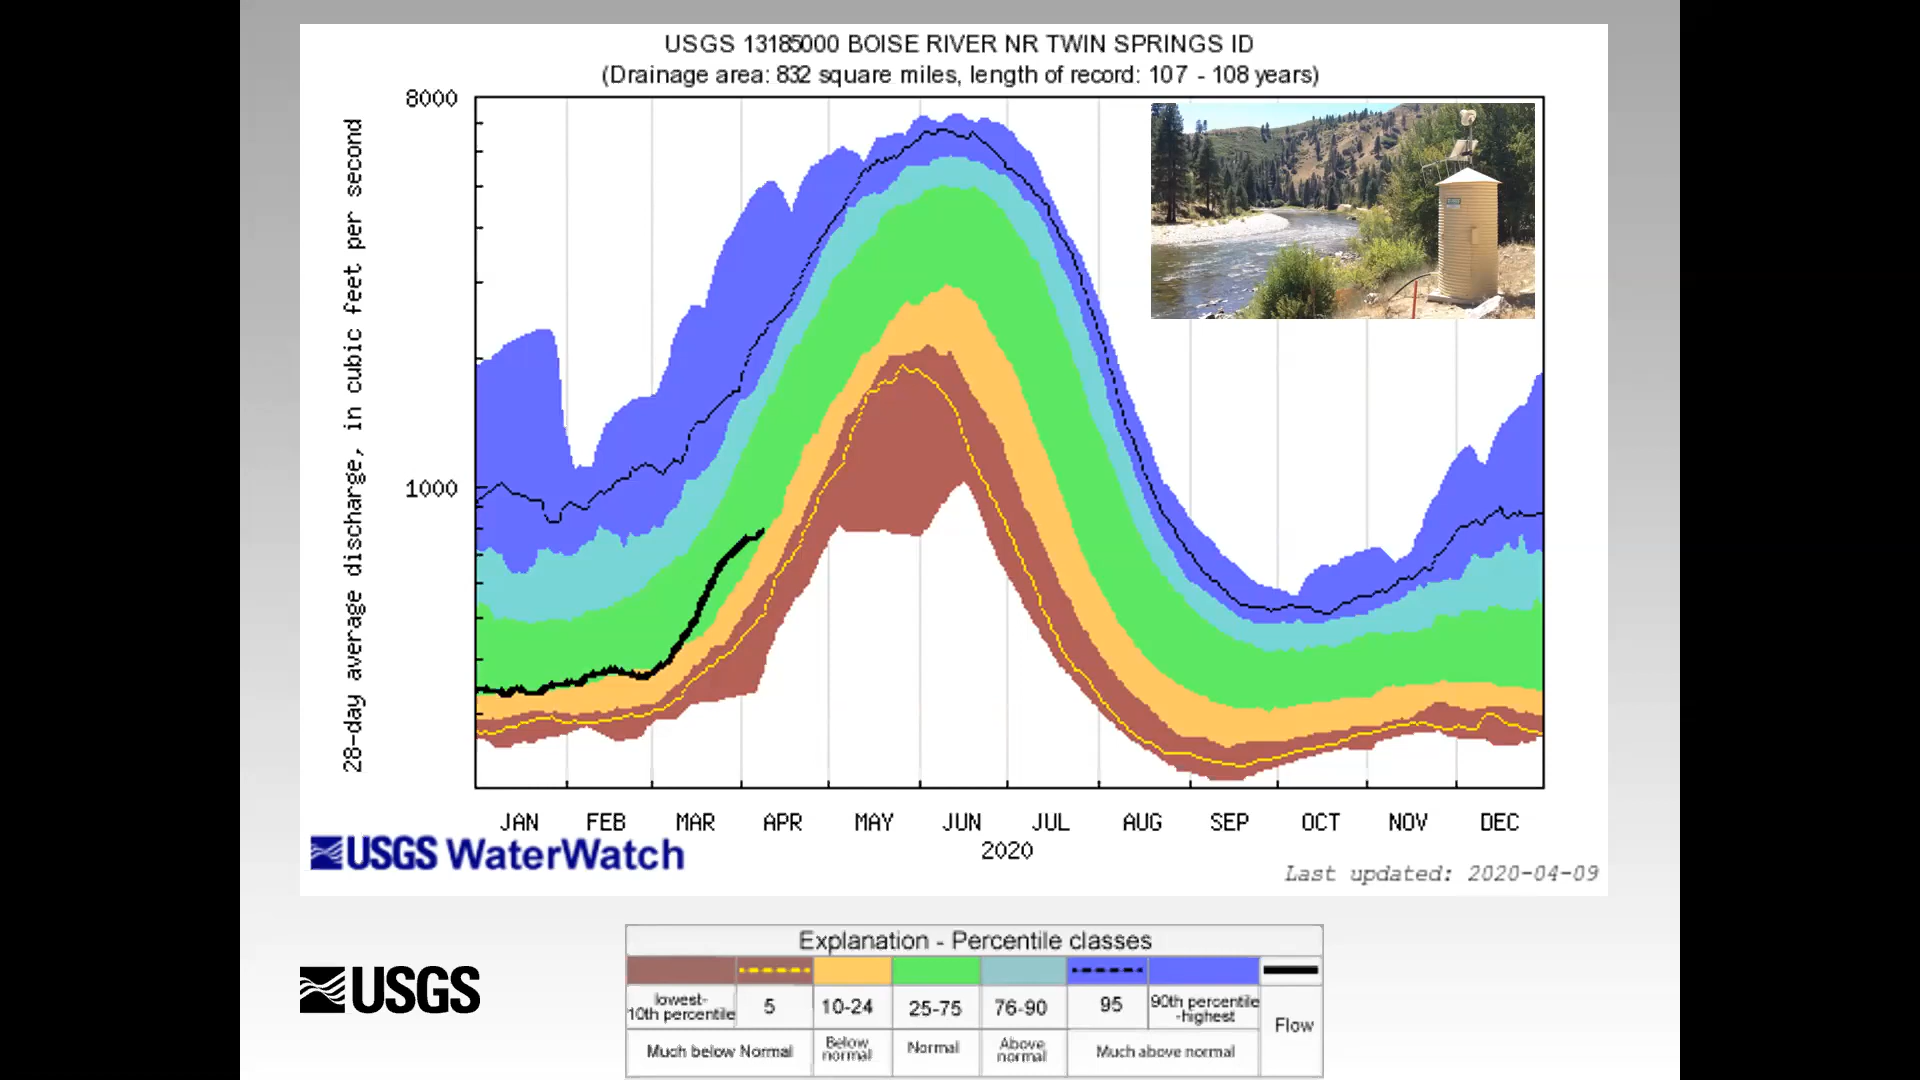 USGS 13185000 BOISE RIVER NR TWIN SPRINGS ID
(Drainage area: 832 square miles, length of record: 107 - 108 years)
8000
1000
28-day average discharge, in cubic feet per second
JAN FEB MAR APR MAY JUN JUL AUG SEP OCT NOV DEC
2020
USGS WaterWatch
Last updated: 2020-04-09
Explanation - Percentile classes
lowest-
10th percentile
5
10-24
25-75
76-90
95
90th percentile
-highest
Flow
Much below Normal
Below
normal
Normal
Above
normal
Much above normal
USGS